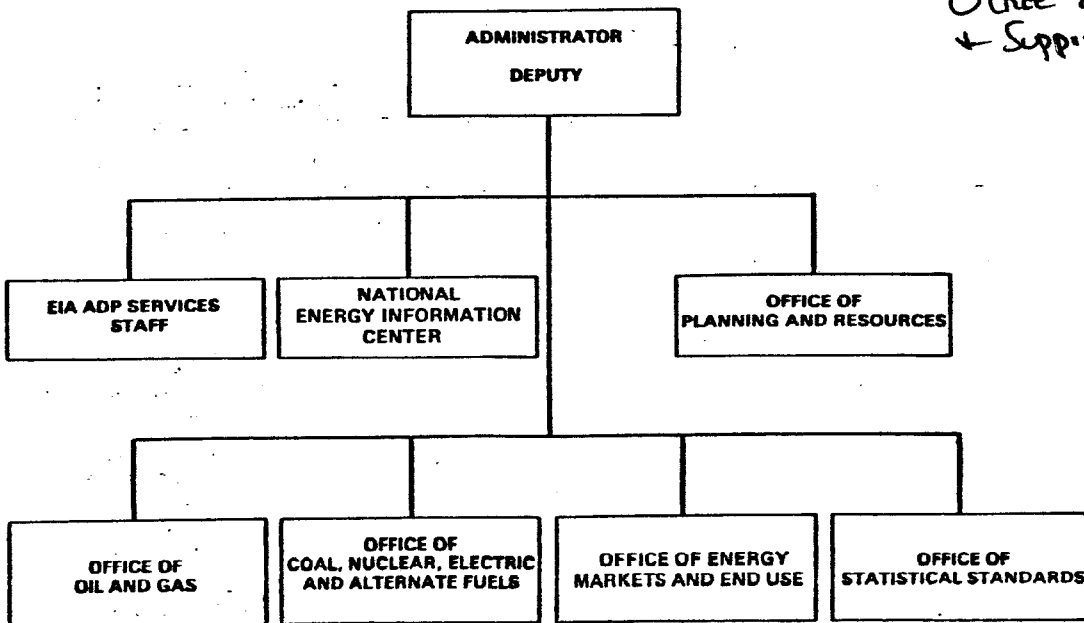 ADMINISTRATOR
DEPUTY
EIA ADP SERVICES
STAFF
NATIONAL
ENERGY INFORMATION
CENTER
OFFICE OF
PLANNING AND RESOURCES
OFFICE OF
OIL AND GAS
OFFICE OF
COAL, NUCLEAR, ELECTRIC
AND ALTERNATE FUELS
OFFICE OF ENERGY
MARKETS AND END USE
OFFICE OF
STATISTICAL STANDARDS